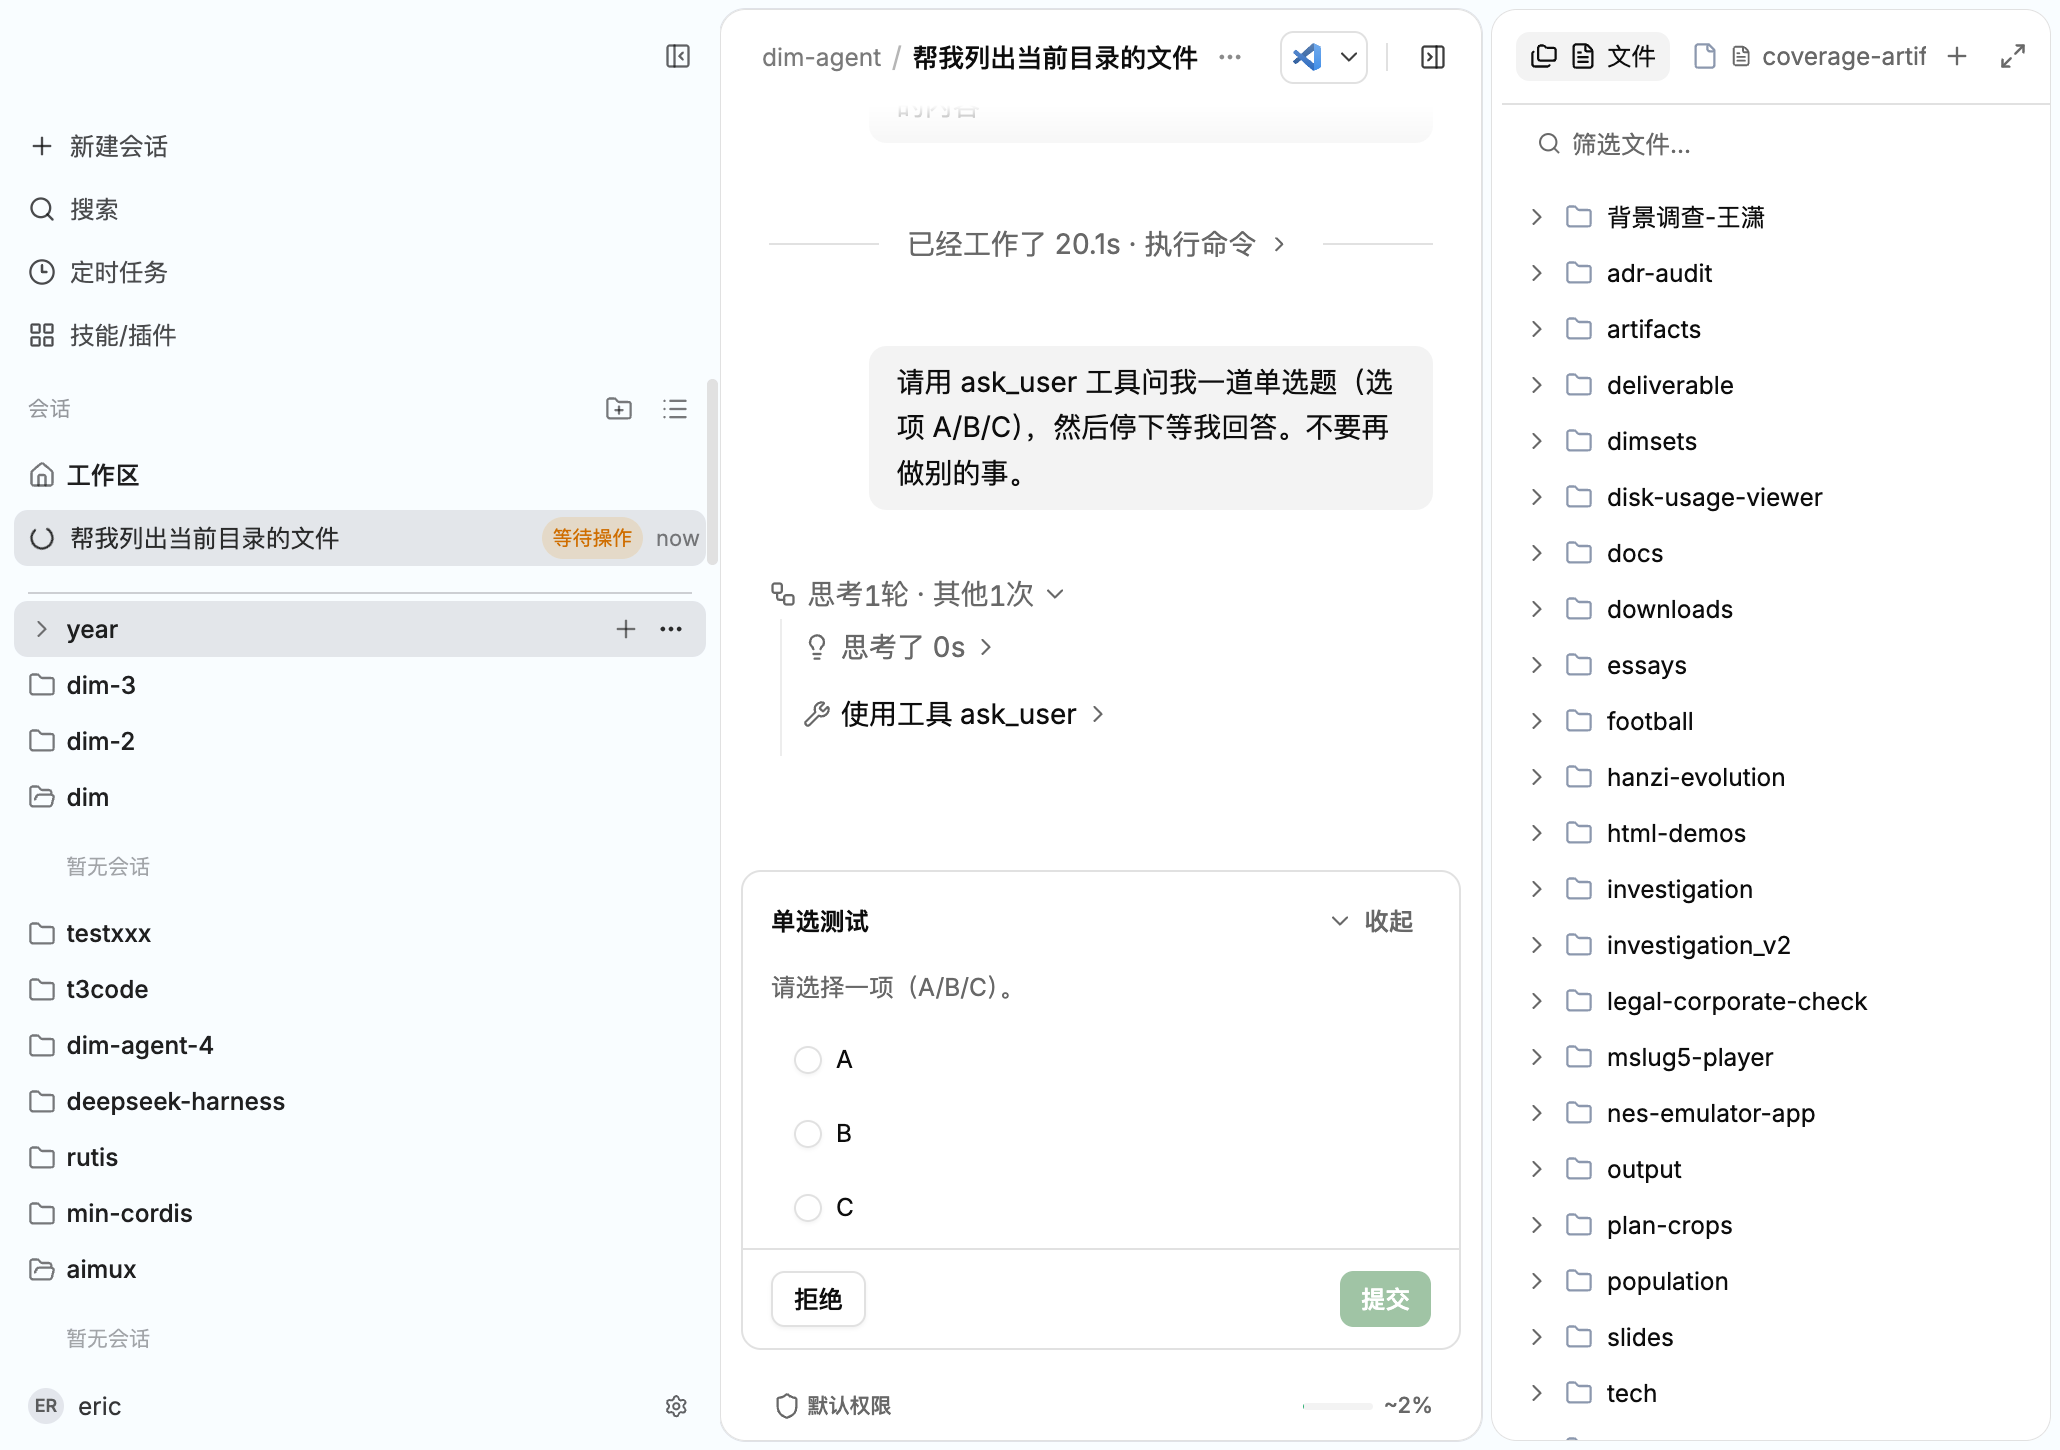 新建会话
搜索
定时任务
技能/插件
会话
工作区
帮我列出当前目录的文件 等待操作 now
year
dim-3
dim-2
dim
暂无会话
testxxx
t3code
dim-agent-4
deepseek-harness
rutis
min-cordis
aimux
暂无会话
ER eric
dim-agent / 帮我列出当前目录的文件
的内容
已经工作了 20.1s · 执行命令
请用 ask_user 工具问我一道单选题（选
项 A/B/C），然后停下等我回答。不要再
做别的事。
思考1轮 · 其他1次
思考了 0s
使用工具 ask_user
单选测试 收起
请选择一项（A/B/C）。
A
B
C
拒绝 提交
默认权限 ~2%
文件 coverage-artif
筛选文件...
背景调查-王潇
adr-audit
artifacts
deliverable
dimsets
disk-usage-viewer
docs
downloads
essays
football
hanzi-evolution
html-demos
investigation
investigation_v2
legal-corporate-check
mslug5-player
nes-emulator-app
output
plan-crops
population
slides
tech